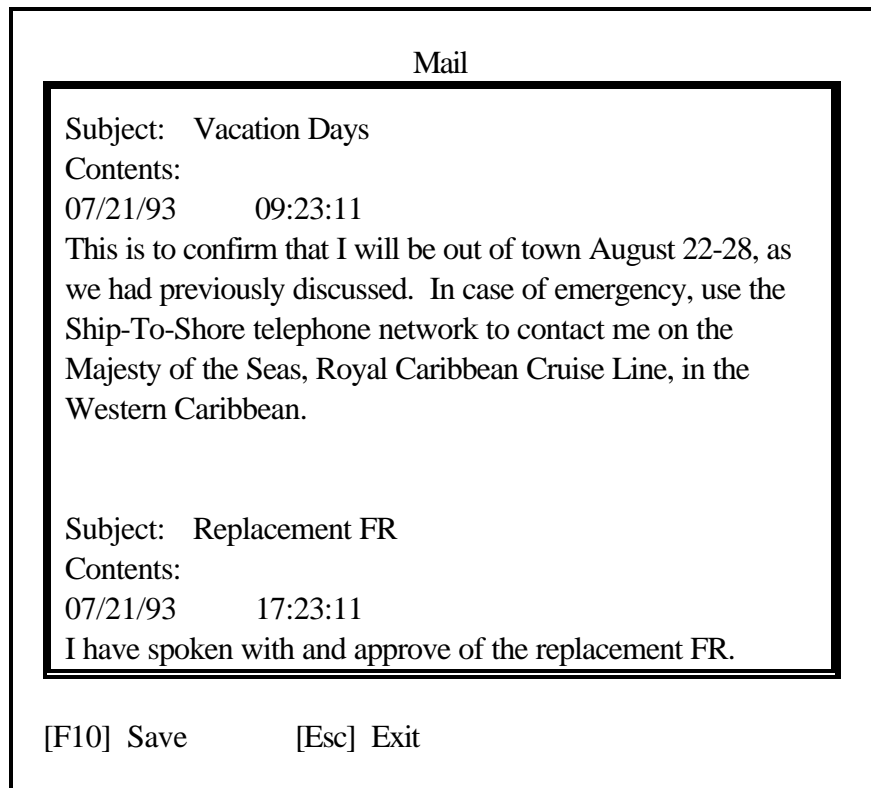 Mail
Subject: Vacation Days
Contents:
07/21/93 09:23:11
This is to confirm that I will be out of town August 22-28, as
we had previously discussed. In case of emergency, use the
Ship-To-Shore telephone network to contact me on the
Majesty of the Seas, Royal Caribbean Cruise Line, in the
Western Caribbean.
Subject: Replacement FR
Contents:
07/21/93 17:23:11
I have spoken with and approve of the replacement FR.
[F10] Save [Esc] Exit